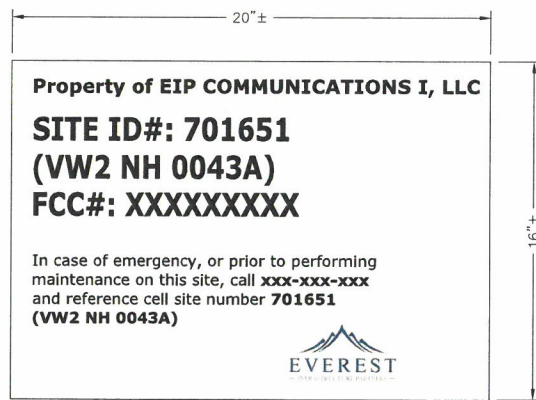 20"±
Property of EIP COMMUNICATIONS I, LLC
SITE ID#: 701651
(VW2 NH 0043A)
FCC#: XXXXXXXXX
In case of emergency, or prior to performing
maintenance on this site, call xxx-xxx-xxx
and reference cell site number 701651
(VW2 NH 0043A)
16"±
EVEREST
INFRASTRUCTURE PARTNERS